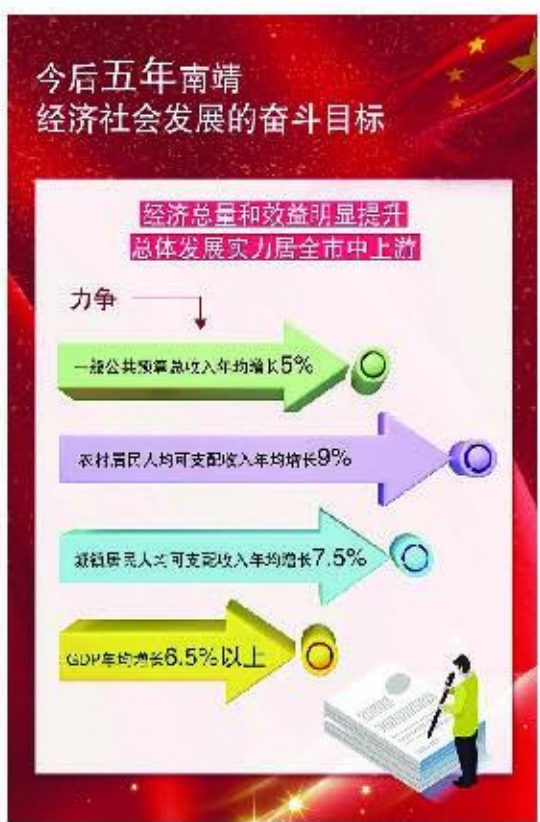 今后五年南靖
经济社会发展的奋斗目标
经济总量和效益明显提升
总体发展实力居全市中上游
力争
一般公共预算总收入年均增长5%
农村居民人均可支配收入年均增长9%
城镇居民人均可支配收入年均增长7.5%
GDP年均增长6.5%以上